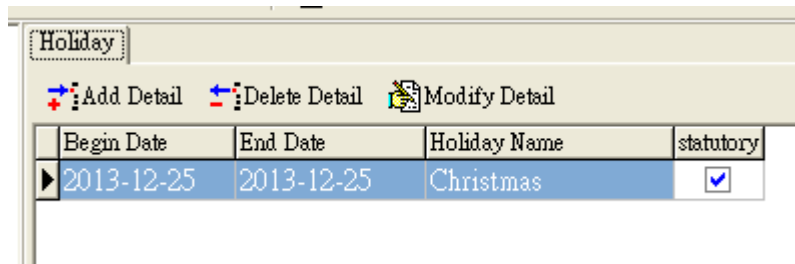 Holiday
Add Detail Delete Detail Modify Detail
Begin Date End Date Holiday Name statutory
2013-12-25 2013-12-25 Christmas